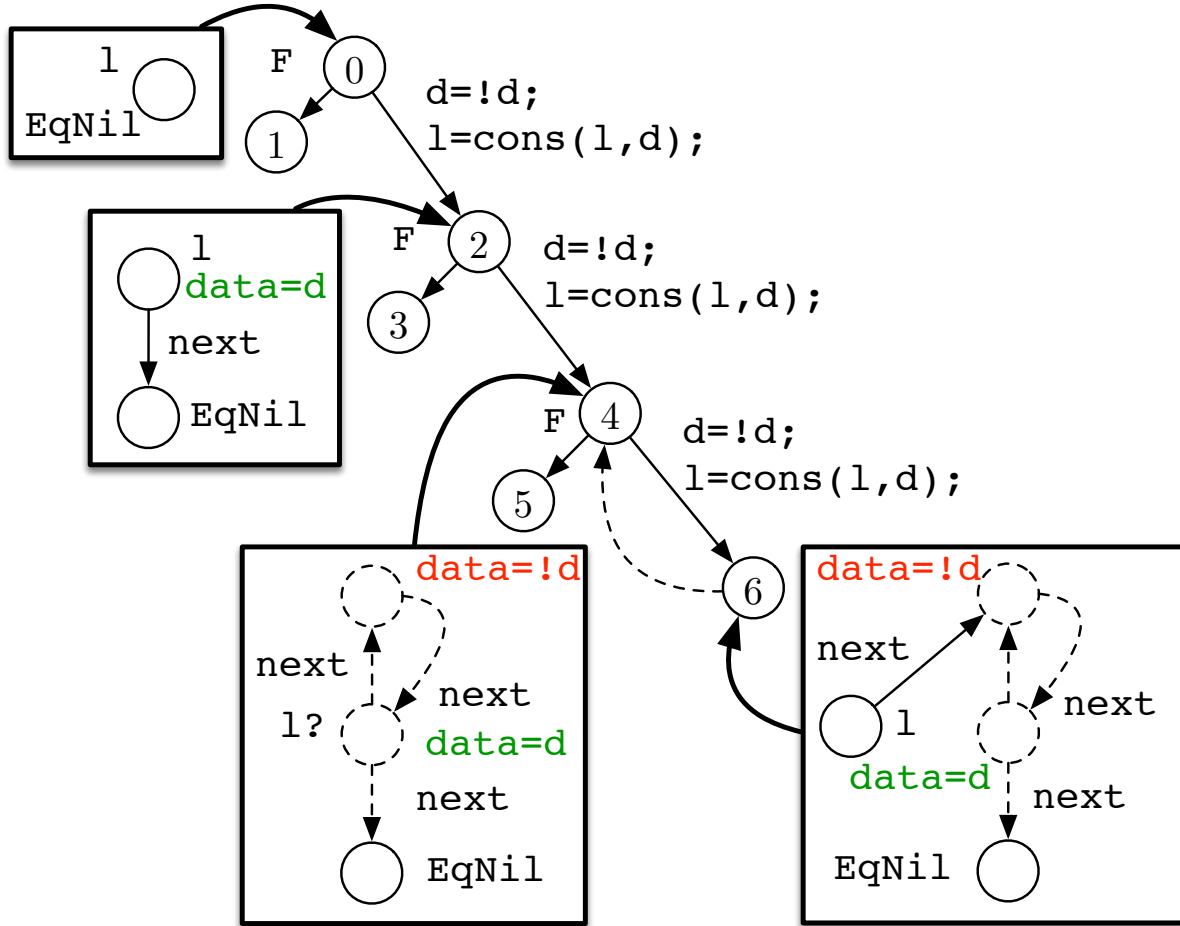 l
EqNil
F
0
1
d=!d;
l=cons(l,d);
l
data=d
next
EqNil
F
2
3
d=!d;
l=cons(l,d);
F
4
5
d=!d;
l=cons(l,d);
6
data=!d
next
next
l?
data=d
next
EqNil
data=!d
next
next
l
data=d
next
EqNil